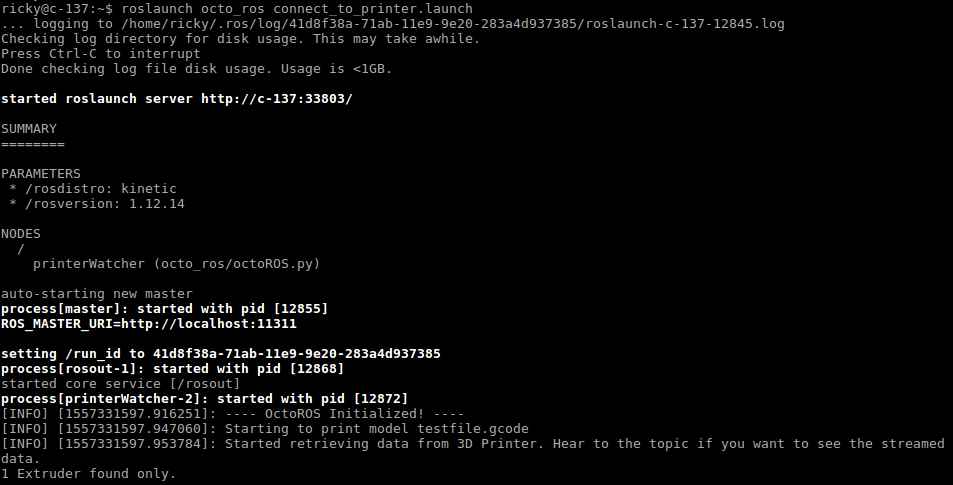 ricky@c-137:~$ roslaunch octo_ros connect_to_printer.launch
... logging to /home/ricky/.ros/log/41d8f38a-71ab-11e9-9e20-283a4d937385/roslaunch-c-137-12845.log
Checking log directory for disk usage. This may take awhile.
Press Ctrl-C to interrupt
Done checking log file disk usage. Usage is <1GB.

started roslaunch server http://c-137:33803/

SUMMARY
========

PARAMETERS
 * /rosdistro: kinetic
 * /rosversion: 1.12.14

NODES
  /
    printerWatcher (octo_ros/octoROS.py)

auto-starting new master
process[master]: started with pid [12855]
ROS_MASTER_URI=http://localhost:11311

setting /run_id to 41d8f38a-71ab-11e9-9e20-283a4d937385
process[rosout-1]: started with pid [12868]
started core service [/rosout]
process[printerWatcher-2]: started with pid [12872]
[INFO] [1557331597.916251]: ---- OctoROS Initialized! ----
[INFO] [1557331597.947060]: Starting to print model testfile.gcode
[INFO] [1557331597.953784]: Started retrieving data from 3D Printer. Hear to the topic if you want to see the streamed
data.
1 Extruder found only.